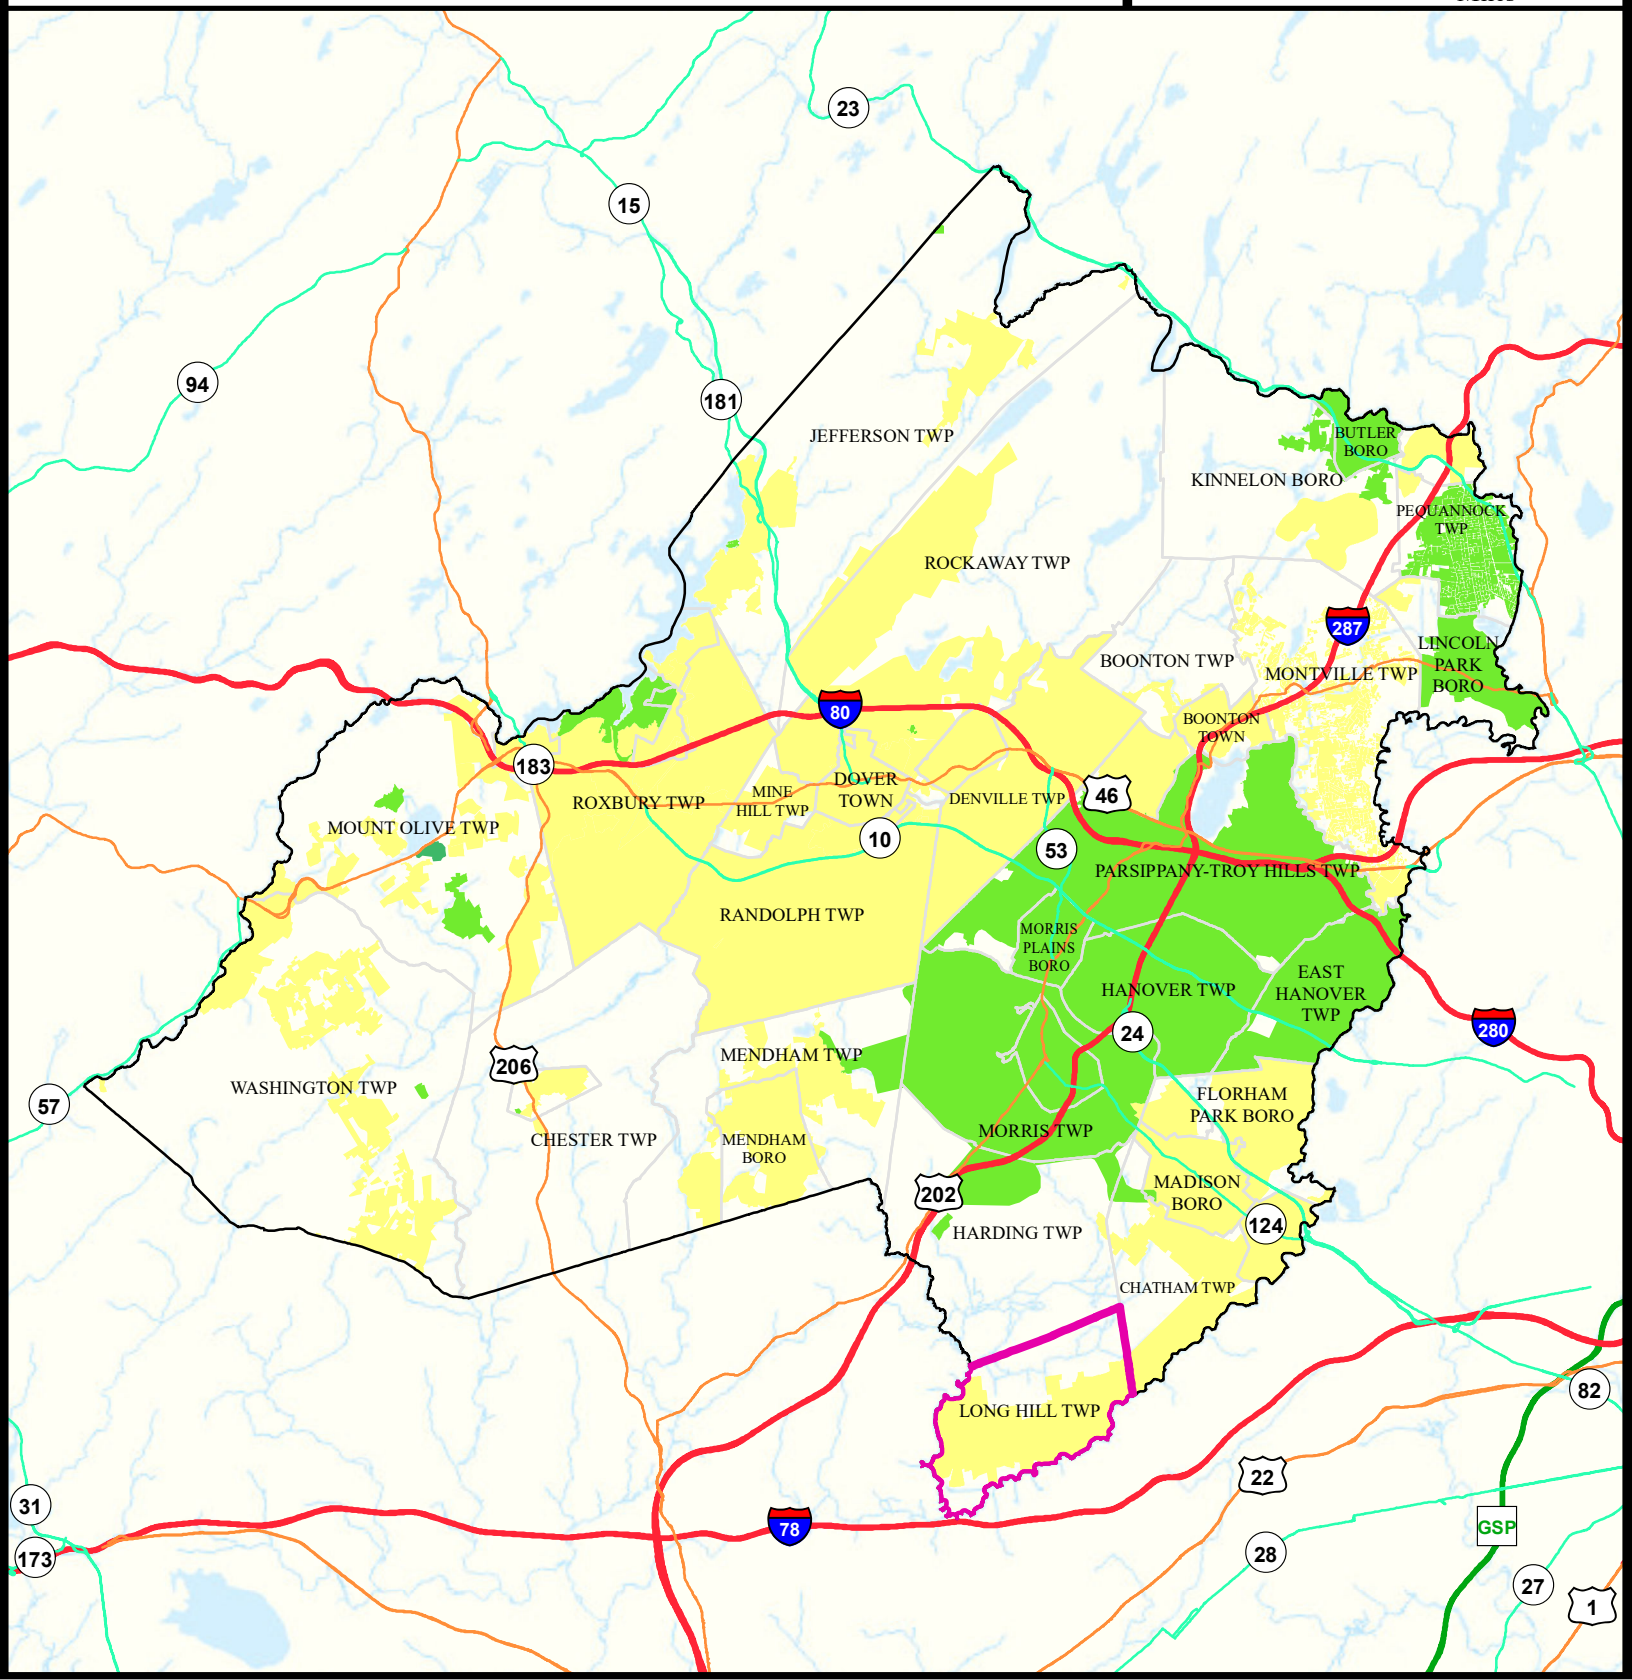 23
15
94
181
JEFFERSON TWP
BUTLER
BORO
KINNELON BORO
PEQUANNOCK
TWP
ROCKAWAY TWP
287
LINCOLN
PARK
BORO
BOONTON TWP
MONTVILLE TWP
80
BOONTON
TOWN
183
ROXBURY TWP
MINE
HILL TWP
DOVER
TOWN
DENVILLE TWP
46
MOUNT OLIVE TWP
10
53
PARSIPPANY-TROY HILLS TWP
RANDOLPH TWP
MORRIS
PLAINS
BORO
HANOVER TWP
EAST
HANOVER
TWP
24
280
MENDHAM TWP
206
WASHINGTON TWP
57
FLORHAM
PARK BORO
CHESTER TWP
MENDHAM
BORO
MORRIS TWP
202
MADISON
BORO
124
HARDING TWP
CHATHAM TWP
82
LONG HILL TWP
22
31
78
GSP
173
28
27
1